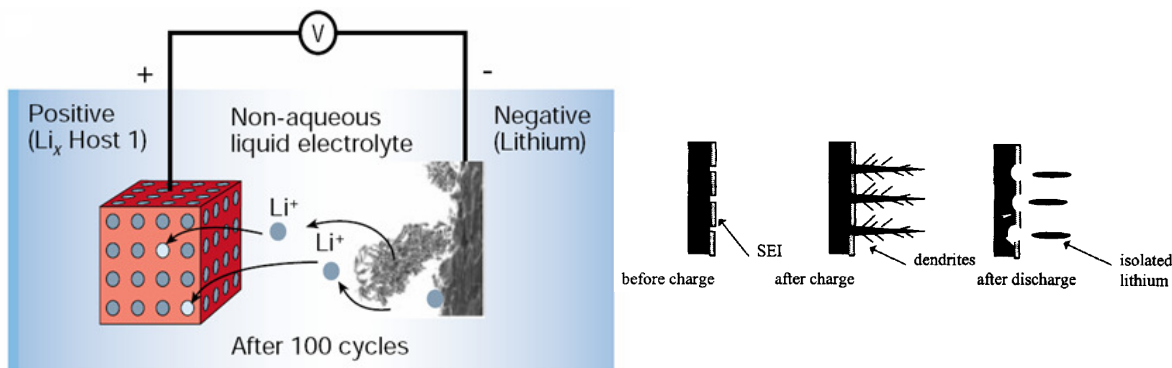 V
+
-
Positive
(Liₓ Host 1)
Non-aqueous
liquid electrolyte
Negative
(Lithium)
Li⁺
Li⁺
After 100 cycles
SEI
before charge
dendrites
after charge
isolated
lithium
after discharge